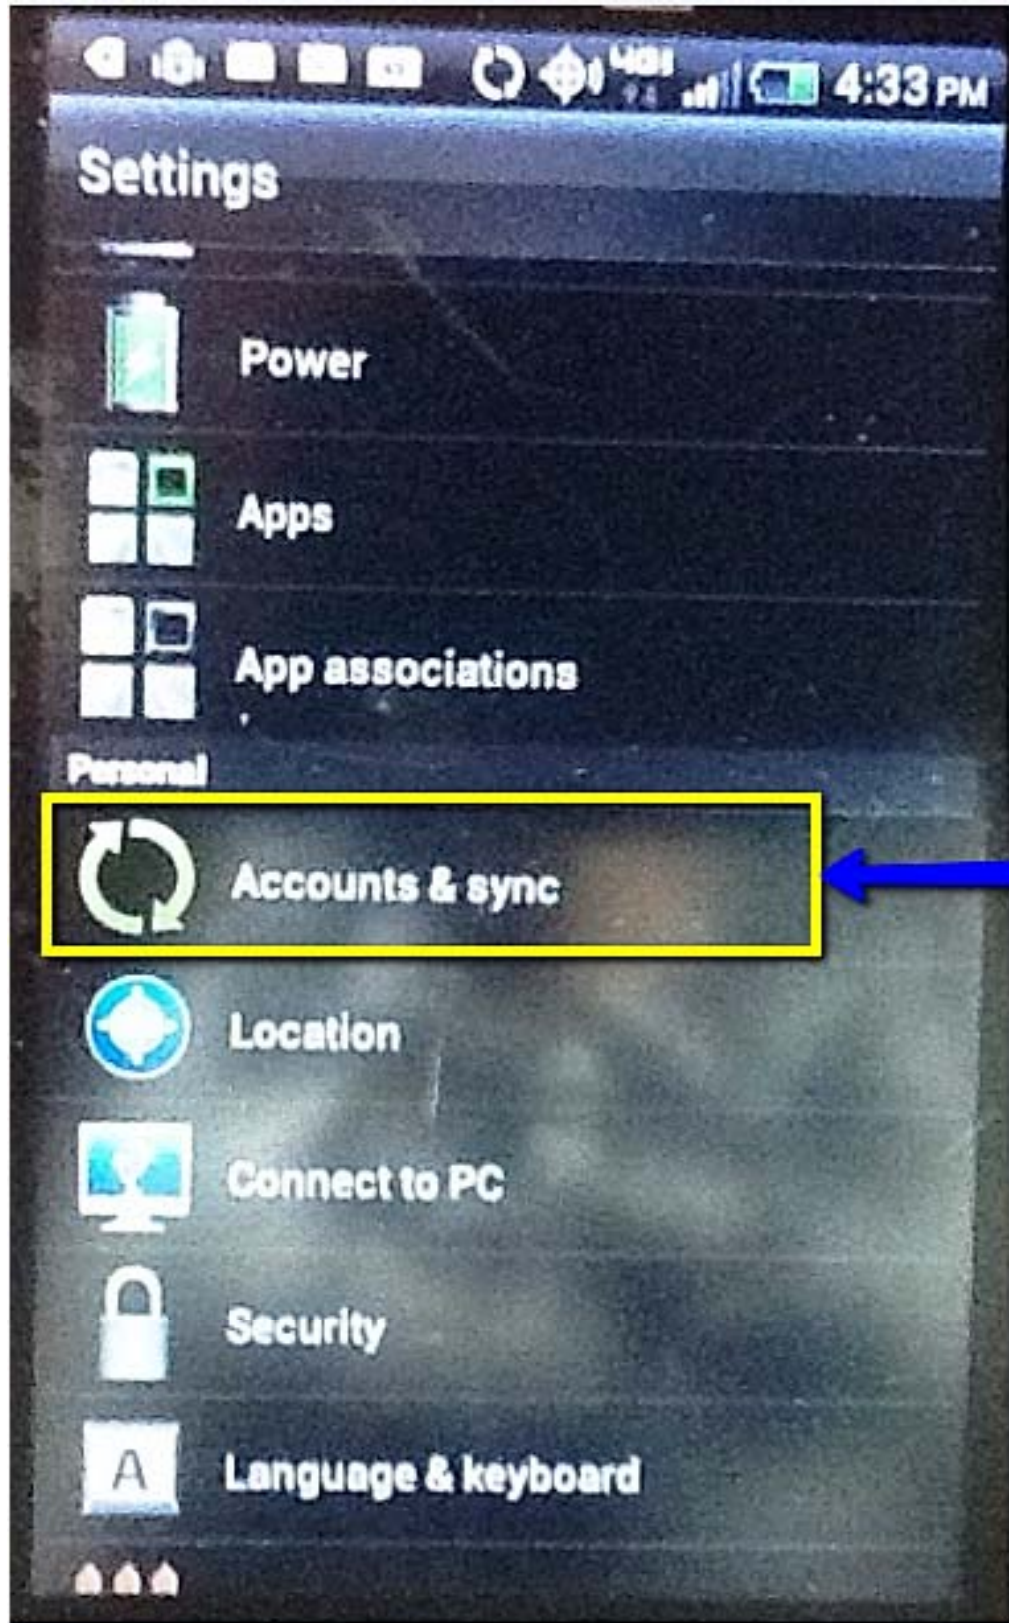 4:33 PM
Settings
Power
Apps
App associations
Personal
Accounts & sync
Location
Connect to PC
Security
A
Language & keyboard